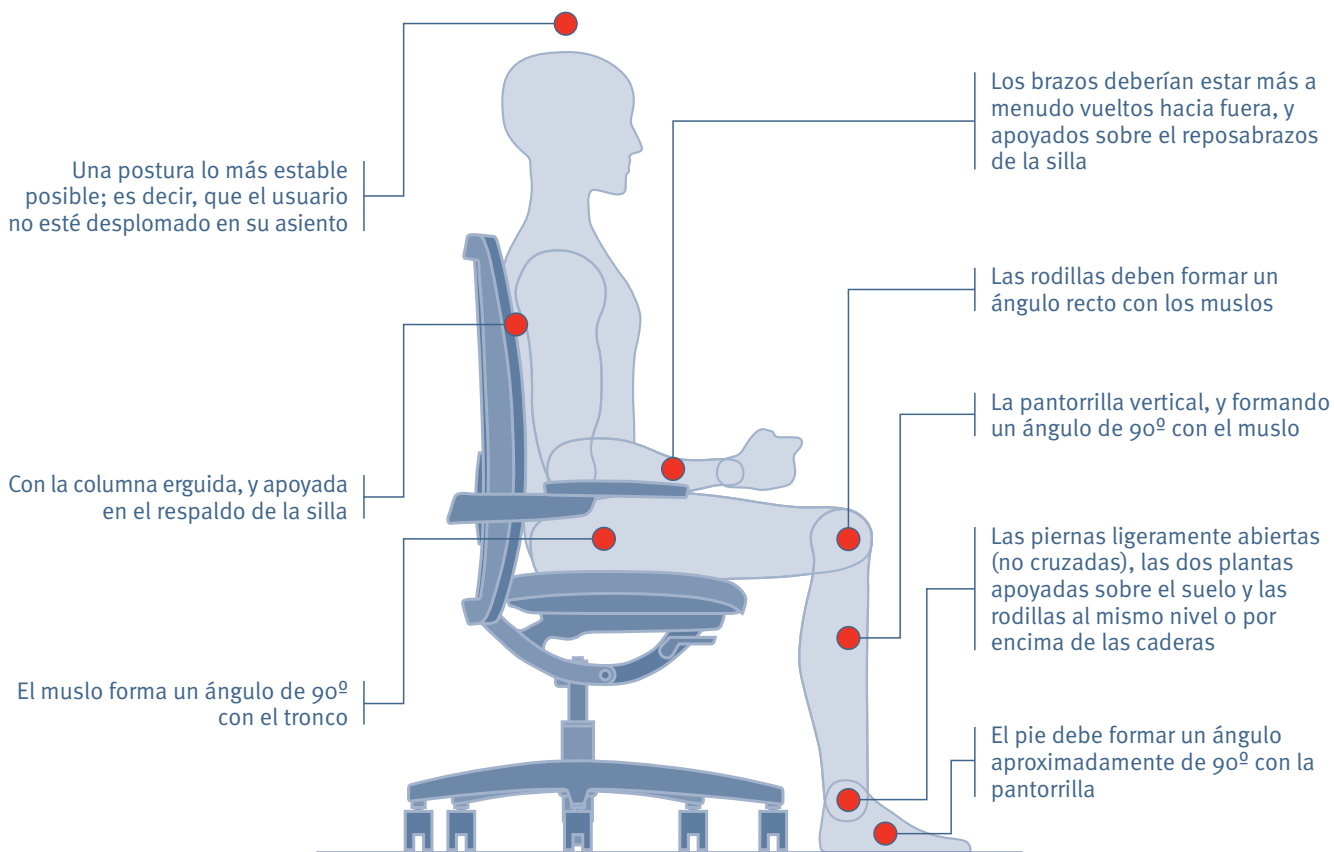 Una postura lo más estable
posible; es decir, que el usuario
no esté desplomado en su asiento
Con la columna erguida, y apoyada
en el respaldo de la silla
El muslo forma un ángulo de 90º
con el tronco
Los brazos deberían estar más a
menudo vueltos hacia fuera, y
apoyados sobre el reposabrazos
de la silla
Las rodillas deben formar un
ángulo recto con los muslos
La pantorrilla vertical, y formando
un ángulo de 90º con el muslo
Las piernas ligeramente abiertas
(no cruzadas), las dos plantas
apoyadas sobre el suelo y las
rodillas al mismo nivel o por
encima de las caderas
El pie debe formar un ángulo
aproximadamente de 90º con la
pantorrilla